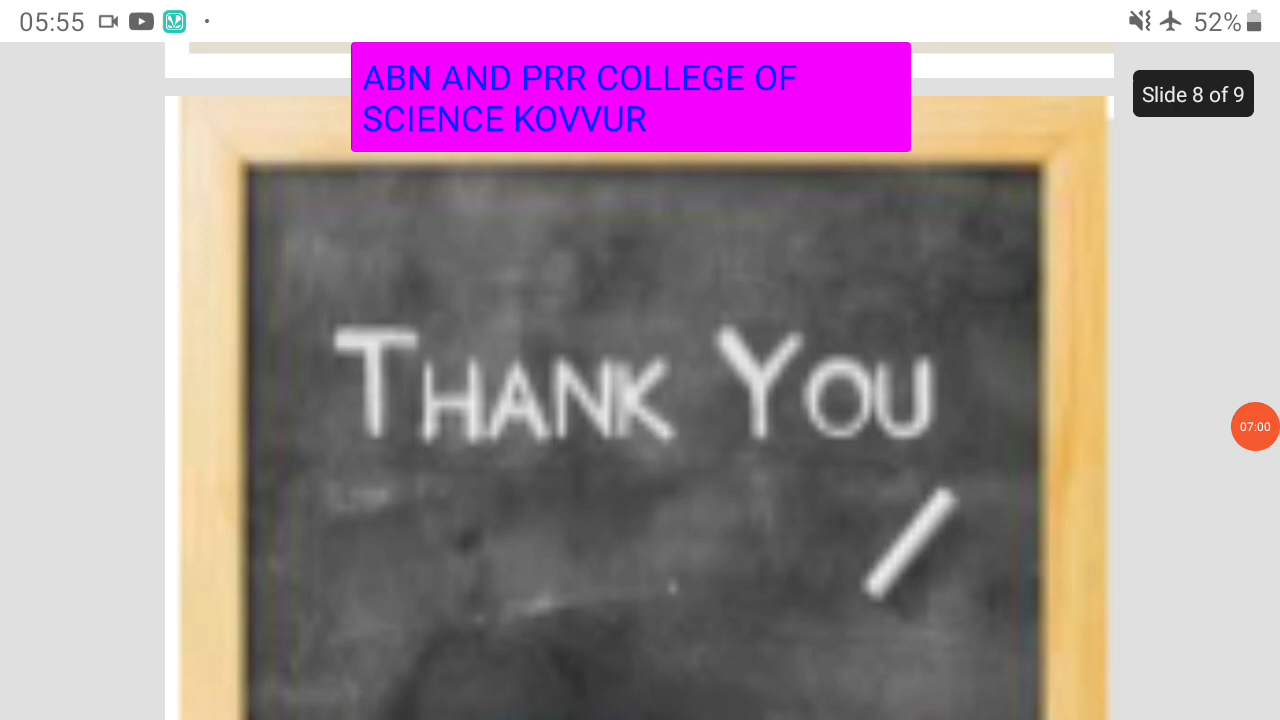 05:55
52%
ABN AND PRR COLLEGE OF
SCIENCE KOVVUR
Slide 8 of 9
THANK YOU
07:00